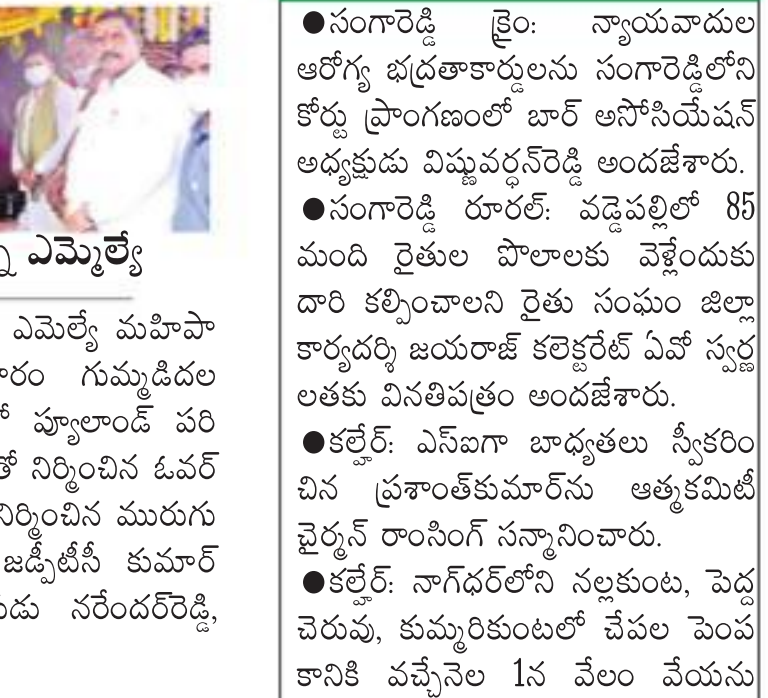 న్న ఎమ్మెల్యే
ఎమెల్యే మహిపా
గుమ్మడిదల
ప్యూలాండ్ పరి
తో నిర్మించిన ఓవర్
నిర్మించిన మురుగు
జడ్పీటీసీ కుమార్
నరేందర్‌రెడ్డి,
●సంగారెడ్డి క్రైం: న్యాయవాదుల
ఆరోగ్య భద్రతాకార్డులను సంగారెడ్డిలోని
కోర్టు ప్రాంగణంలో బార్ అసోసియేషన్
అధ్యక్షుడు విష్ణువర్ధన్‌రెడ్డి అందజేశారు.
●సంగారెడ్డి రూరల్: వడ్డెపల్లిలో 85
మంది రైతుల పొలాలకు వెళ్లేందుకు
దారి కల్పించాలని రైతు సంఘం జిల్లా
కార్యదర్శి జయరాజ్ కలెక్టరేట్ ఏవో స్వర్ణ
లతకు వినతిపత్రం అందజేశారు.
●కల్హేర్: ఎస్ఐగా బాధ్యతలు స్వీకరిం
చిన ప్రశాంత్‌కుమార్‌ను ఆత్మకమిటీ
చైర్మన్ రాంసింగ్ సన్మానించారు.
●కల్హేర్: నాగ్‌ధర్‌లోని నల్లకుంట, పెద్ద
చెరువు, కుమ్మరికుంటలో చేపల పెంప
కానికి వచ్చేనెల 1న వేలం వేయను